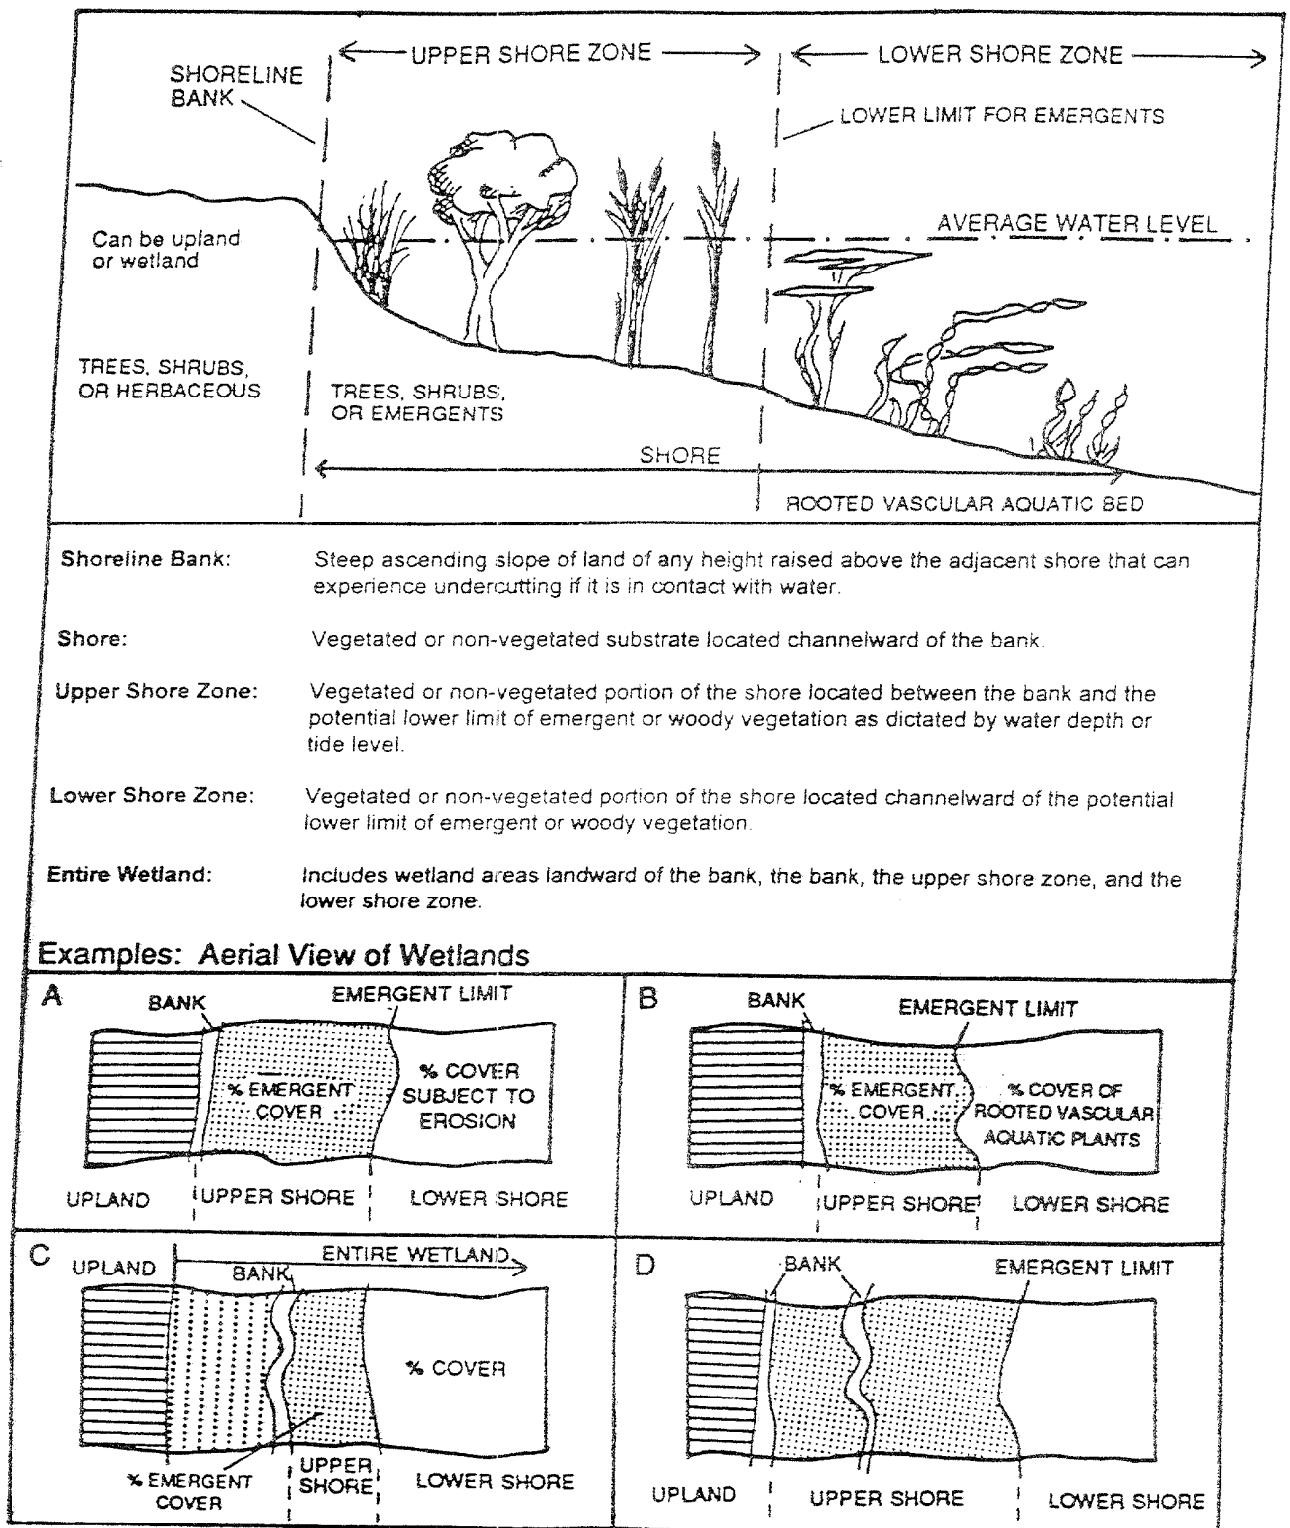 UPPER SHORE ZONE
LOWER SHORE ZONE
SHORELINE
BANK
LOWER LIMIT FOR EMERGENTS
AVERAGE WATER LEVEL
Can be upland
or wetland
TREES, SHRUBS,
OR HERBACEOUS
TREES, SHRUBS,
OR EMERGENTS
SHORE
ROOTED VASCULAR AQUATIC BED
Shoreline Bank: Steep ascending slope of land of any height raised above the adjacent shore that can
experience undercutting if it is in contact with water.
Shore: Vegetated or non-vegetated substrate located channelward of the bank.
Upper Shore Zone: Vegetated or non-vegetated portion of the shore located between the bank and the
potential lower limit of emergent or woody vegetation as dictated by water depth or
tide level.
Lower Shore Zone: Vegetated or non-vegetated portion of the shore located channelward of the potential
lower limit of emergent or woody vegetation.
Entire Wetland: Includes wetland areas landward of the bank, the bank, the upper shore zone, and the
lower shore zone.
Examples: Aerial View of Wetlands
A
BANK
EMERGENT LIMIT
% EMERGENT
COVER
% COVER
SUBJECT TO
EROSION
UPLAND
UPPER SHORE
LOWER SHORE
B
BANK
EMERGENT LIMIT
% EMERGENT
COVER
% COVER OF
ROOTED VASCULAR
AQUATIC PLANTS
UPLAND
UPPER SHORE
LOWER SHORE
C
UPLAND
ENTIRE WETLAND
BANK
% COVER
% EMERGENT
COVER
UPPER
SHORE
LOWER SHORE
D
BANK
EMERGENT LIMIT
UPLAND
UPPER SHORE
LOWER SHORE